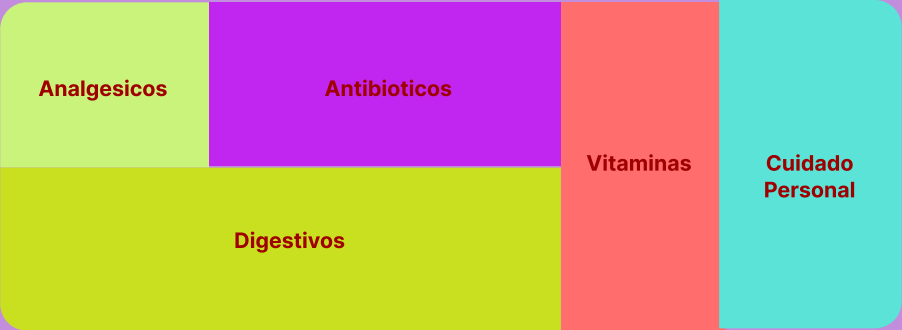 Analgesicos
Antibioticos
Vitaminas
Cuidado
Personal
Digestivos